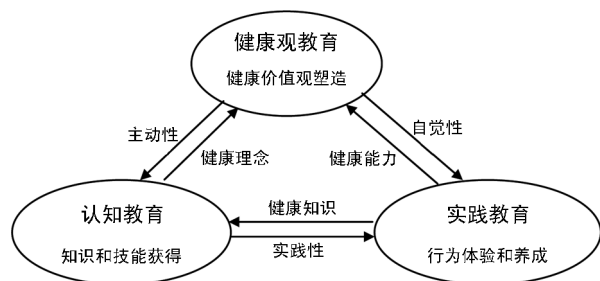 健康观教育
健康价值观塑造
主动性
自觉性
健康理念
健康能力
认知教育
知识和技能获得
健康知识
实践性
实践教育
行为体验和养成